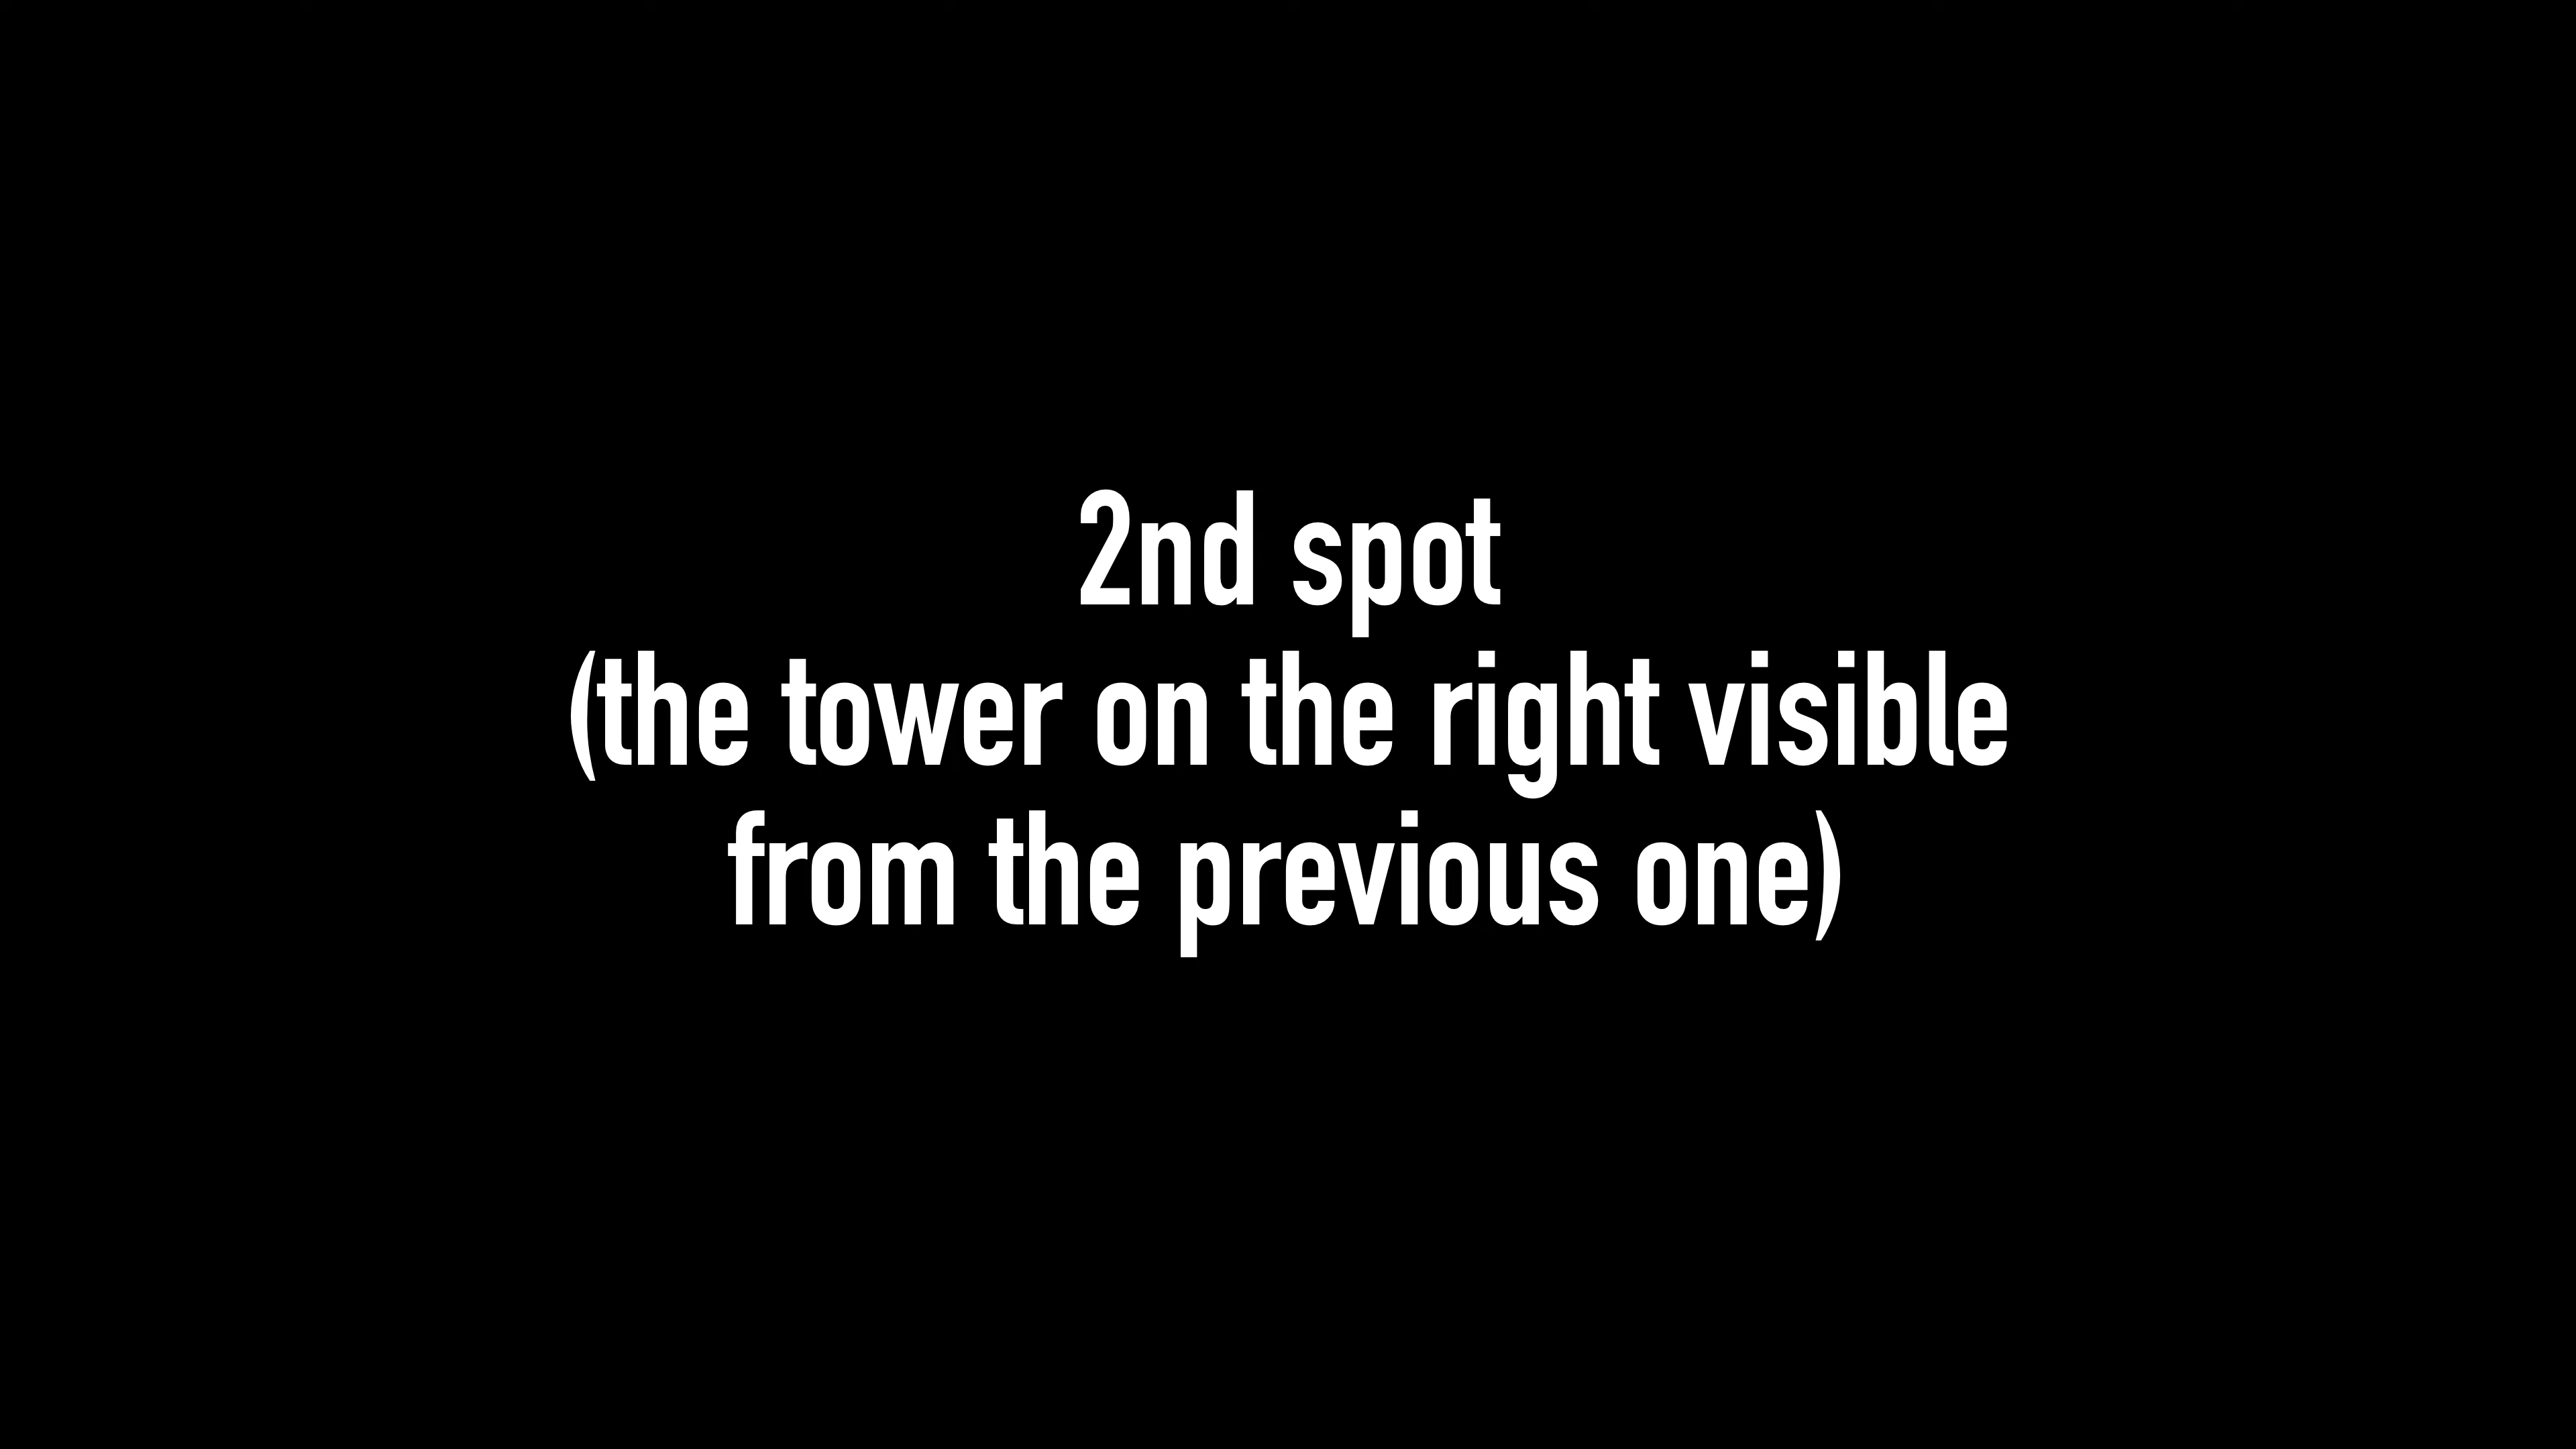 2nd spot
(the tower on the right visible
from the previous one)